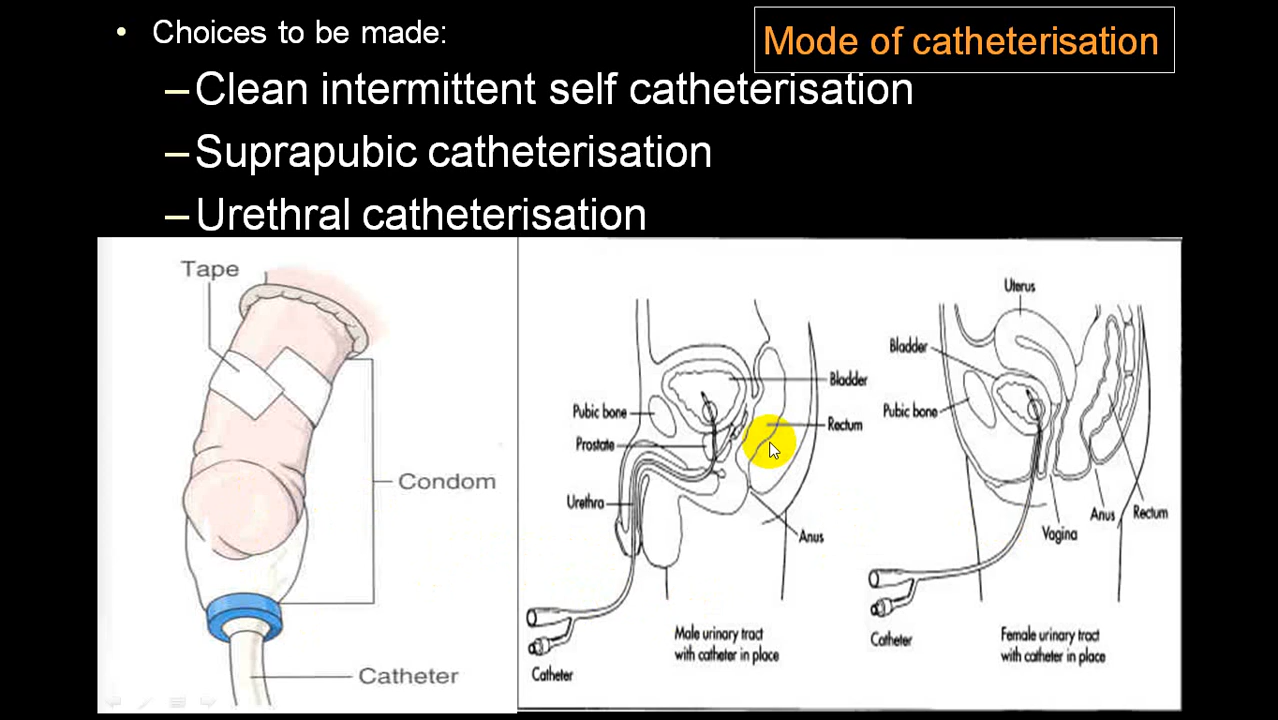 • Choices to be made:
Mode of catheterisation
–Clean intermittent self catheterisation
–Suprapubic catheterisation
–Urethral catheterisation
Tape
Condom
Catheter
Bladder
Pubic bone
Rectum
Prostate
Urethra
Anus
Catheter
Male urinary tract
with catheter in place
Uterus
Bladder
Pubic bone
Anus
Rectum
Vagina
Catheter
Female urinary tract
with catheter in place